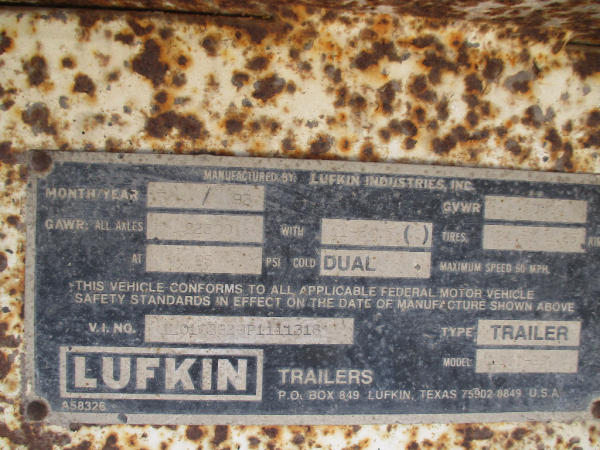 MANUFACTURED BY: LUFKIN INDUSTRIES, INC.
MONTH/YEAR / 93 GVWR
GAWR: ALL AXLES WITH ( ) TIRES,
AT PSI COLD DUAL MAXIMUM SPEED 50 MPH.
THIS VEHICLE CONFORMS TO ALL APPLICABLE FEDERAL MOTOR VEHICLE
SAFETY STANDARDS IN EFFECT ON THE DATE OF MANUFACTURE SHOWN ABOVE
V.I. NO. TYPE TRAILER
MODEL
LUFKIN TRAILERS
P.O. BOX 849 LUFKIN, TEXAS 75902-0849 U.S.A.
A58326